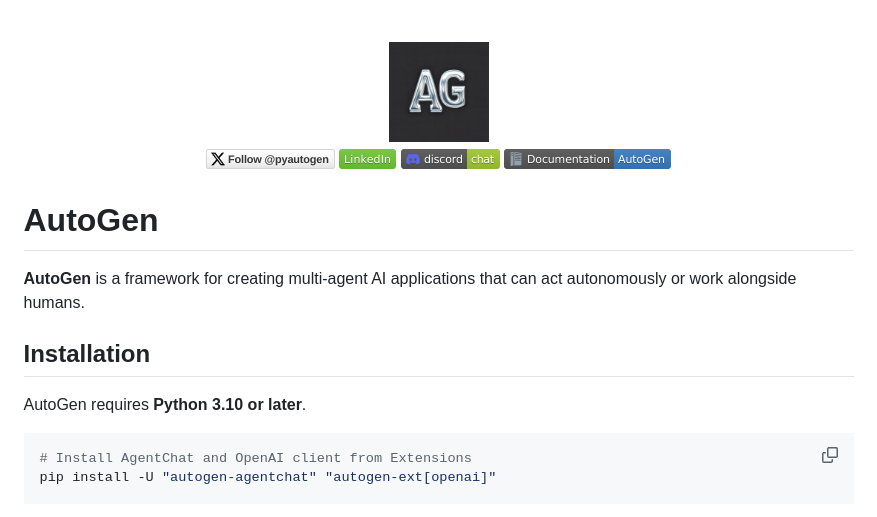 AG
Follow @pyautogen LinkedIn discord chat Documentation AutoGen
AutoGen
AutoGen is a framework for creating multi-agent AI applications that can act autonomously or work alongside
humans.
Installation
AutoGen requires Python 3.10 or later.
# Install AgentChat and OpenAI client from Extensions
pip install -U "autogen-agentchat" "autogen-ext[openai]"